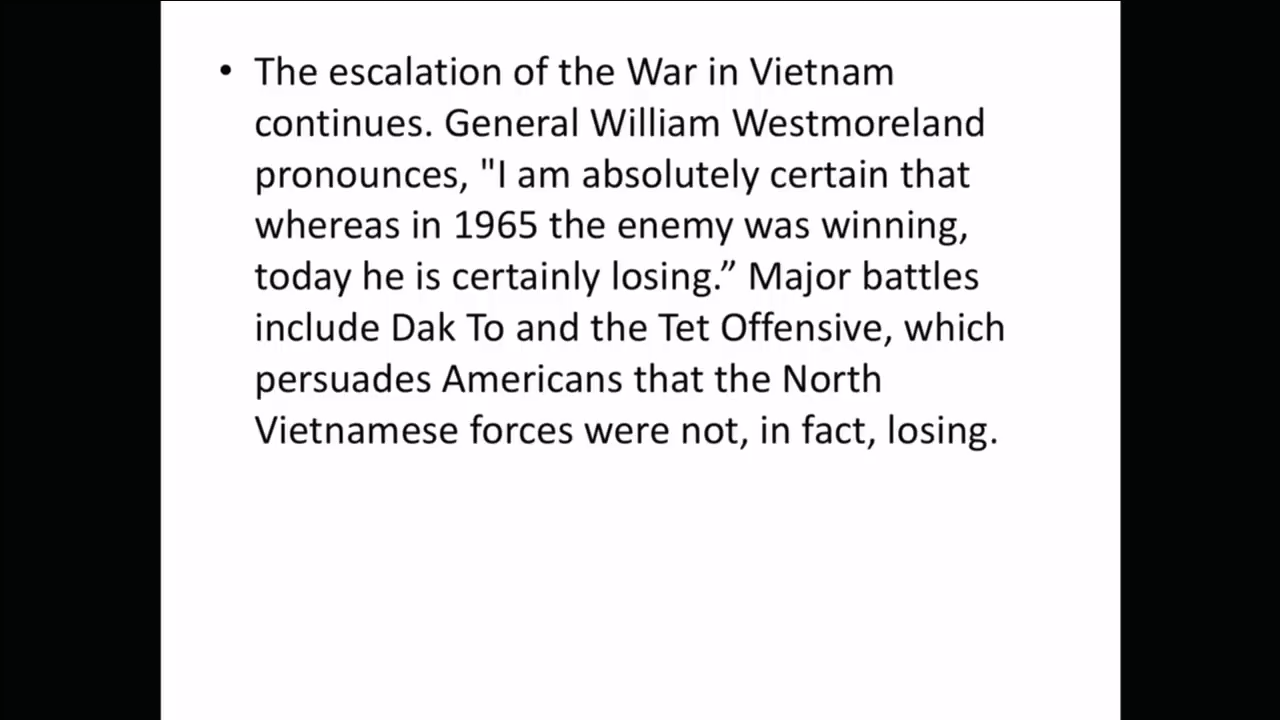 • The escalation of the War in Vietnam
continues. General William Westmoreland
pronounces, "I am absolutely certain that
whereas in 1965 the enemy was winning,
today he is certainly losing.” Major battles
include Dak To and the Tet Offensive, which
persuades Americans that the North
Vietnamese forces were not, in fact, losing.